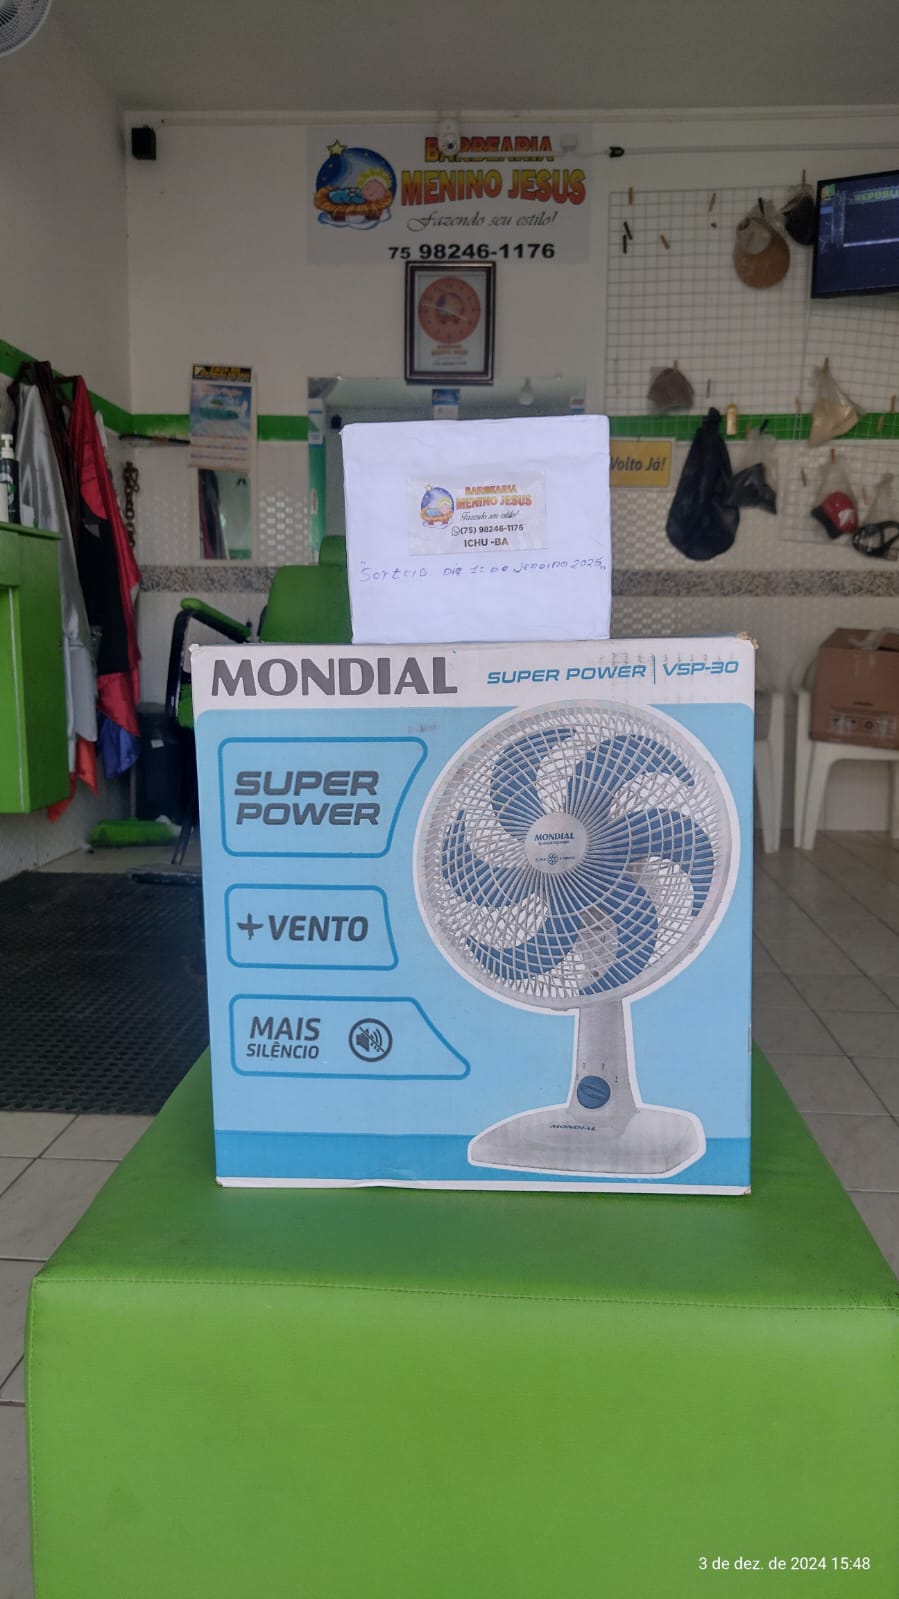 BARBEARIA
MENINO JESUS
Fazendo seu estilo!
75 98246-1176
Volto Já!
BARBEARIA
MENINO JESUS
Fazendo seu estilo!
(75) 98246-1176
ICHU -BA
"Sorteio Dia 1: De Janeiro 2025"
MONDIAL
SUPER POWER | VSP-30
SUPER
POWER
MONDIAL
SUPER POWER
+VENTO
MAIS
SILÊNCIO
MONDIAL
3 de dez. de 2024 15:48